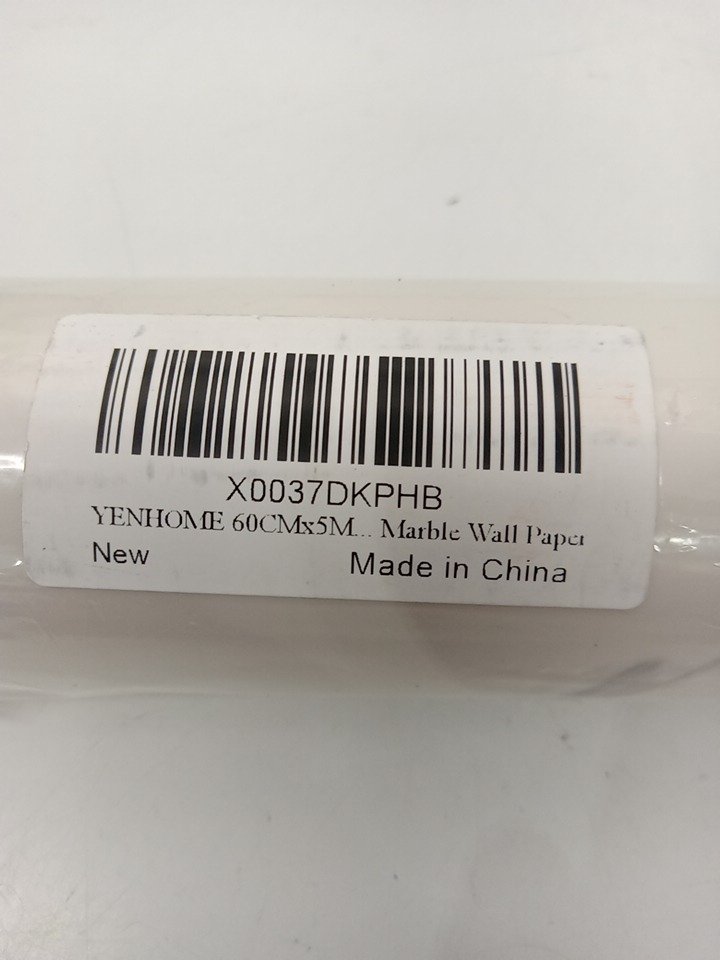 X0037DKPHB
YENHOME 60CMx5M... Marble Wall Paper
New
Made in China